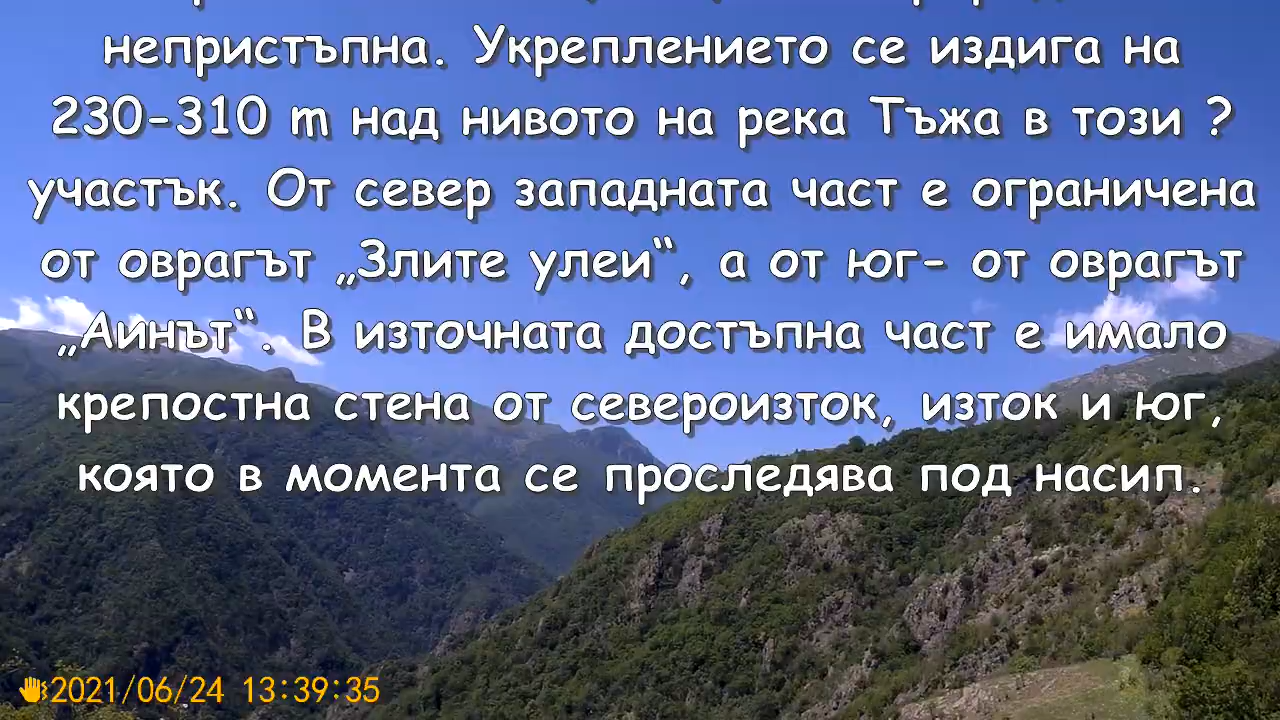 непристъпна. Укреплението се издига на
230-310 m над нивото на река Тъжа в този ?
участък. От север западната част е ограничена
от оврагът „Злите улеи“, а от юг- от оврагът
„Аинът“. В източната достъпна част е имало
крепостна стена от североизток, изток и юг,
която в момента се проследява под насип.
2021/06/24 13:39:35